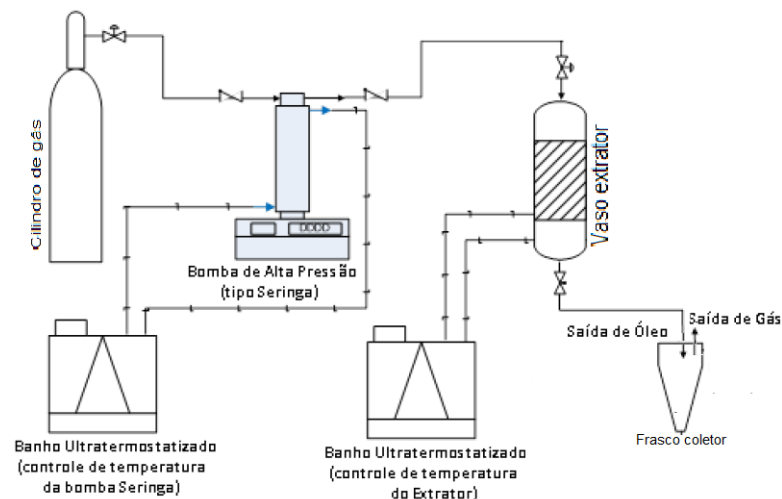 Cilindro de gás
Bomba de Alta Pressão
(tipo Seringa)
Vaso extrator
Saída de Óleo
Saída de Gás
Frasco coletor
Banho Ultratermostatizado
(controle de temperatura
da bomba Seringa)
Banho Ultratermostatizado
(controle de temperatura
do Extrator)